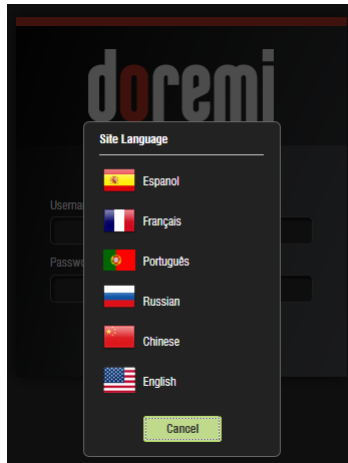 doremi
Site Language
Espanol
Français
Português
Russian
Chinese
English
Cancel